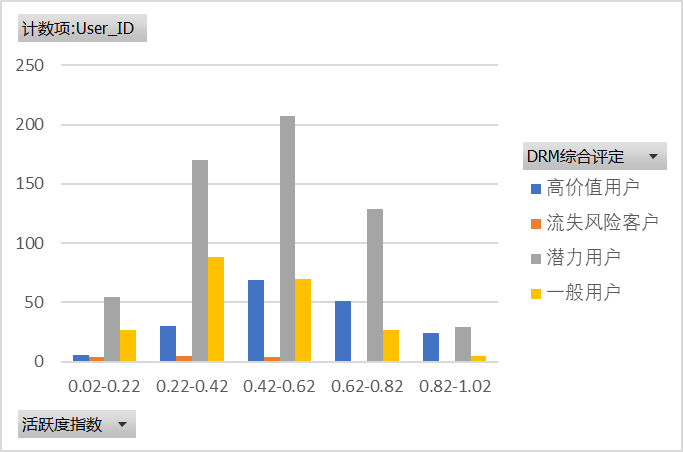 计数项:User_ID
250
200
150
100
50
0
0.02-0.22 0.22-0.42 0.42-0.62 0.62-0.82 0.82-1.02
DRM综合评定
高价值用户
流失风险客户
潜力用户
一般用户
活跃度指数